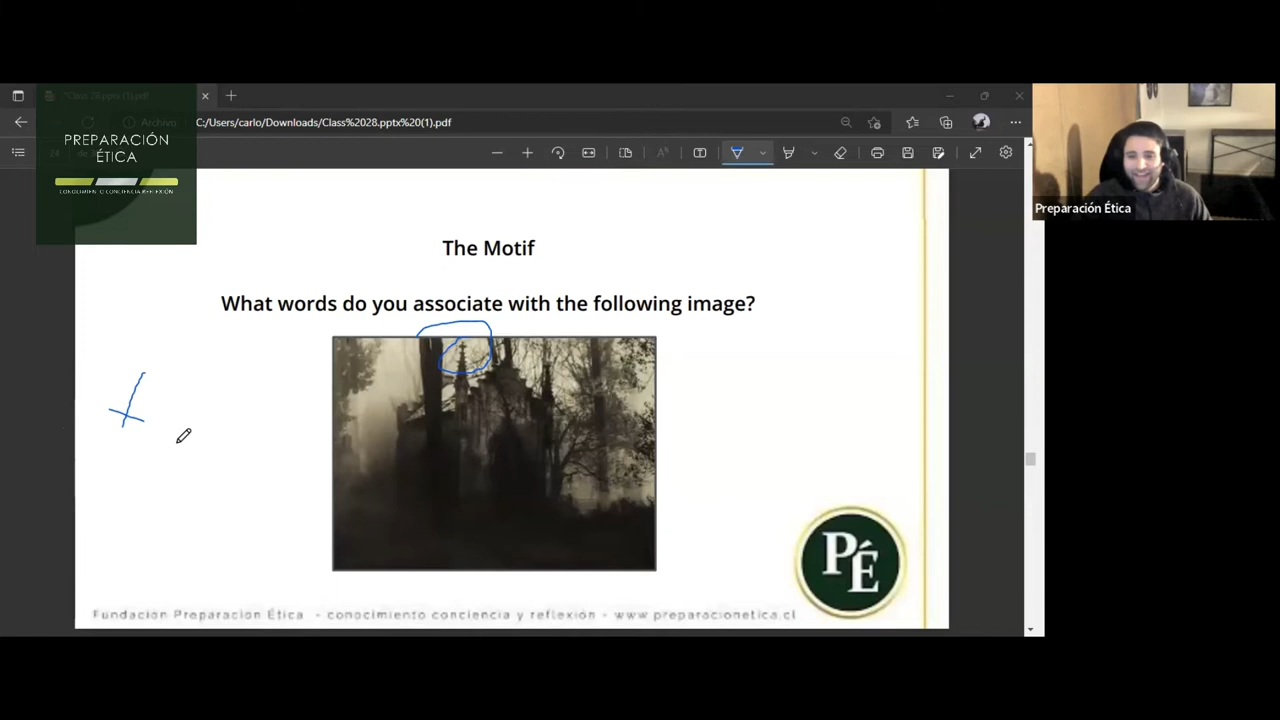 C:/Users/carlo/Downloads/Class%2028.pptx%20(1).pdf
PREPARACIÓN
ÉTICA
CONOCIMIENTO CONCIENCIA REFLEXIÓN
Preparación Ética
The Motif
What words do you associate with the following image?
PÉ
Fundación Preparación Ética - conocimiento conciencia y reflexión - www.preparacionetica.cl